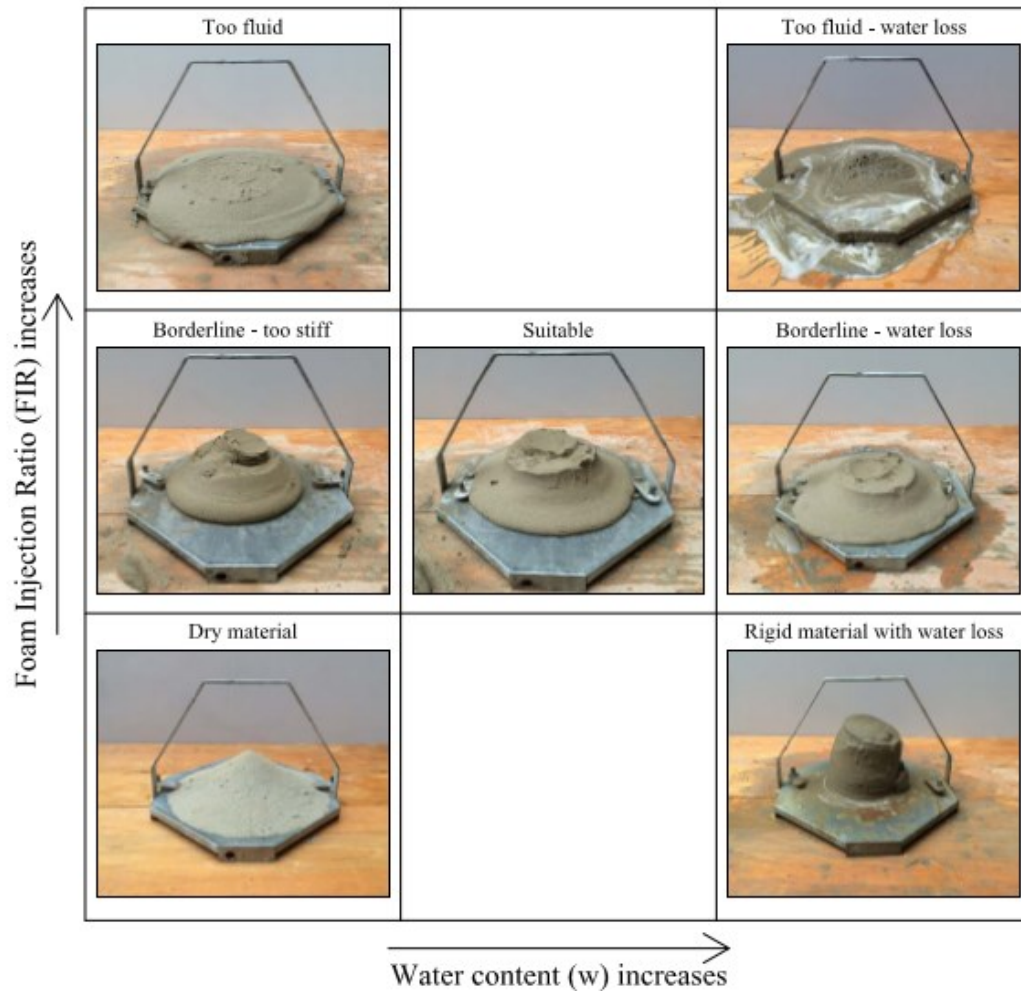 Too fluid
Too fluid - water loss
Foam Injection Ratio (FIR) increases
Borderline - too stiff
Suitable
Borderline - water loss
Dry material
Rigid material with water loss
Water content (w) increases